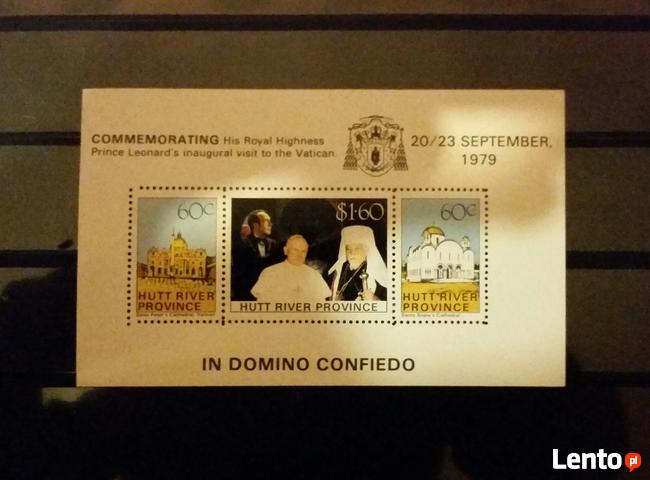 COMMEMORATING His Royal Highness
Prince Leonard's inaugural visit to the Vatican.
20/23 SEPTEMBER,
1979
60c
HUTT RIVER
PROVINCE
$1·60
HUTT RIVER PROVINCE
60c
HUTT RIVER
PROVINCE
IN DOMINO CONFIEDO
Lento pl